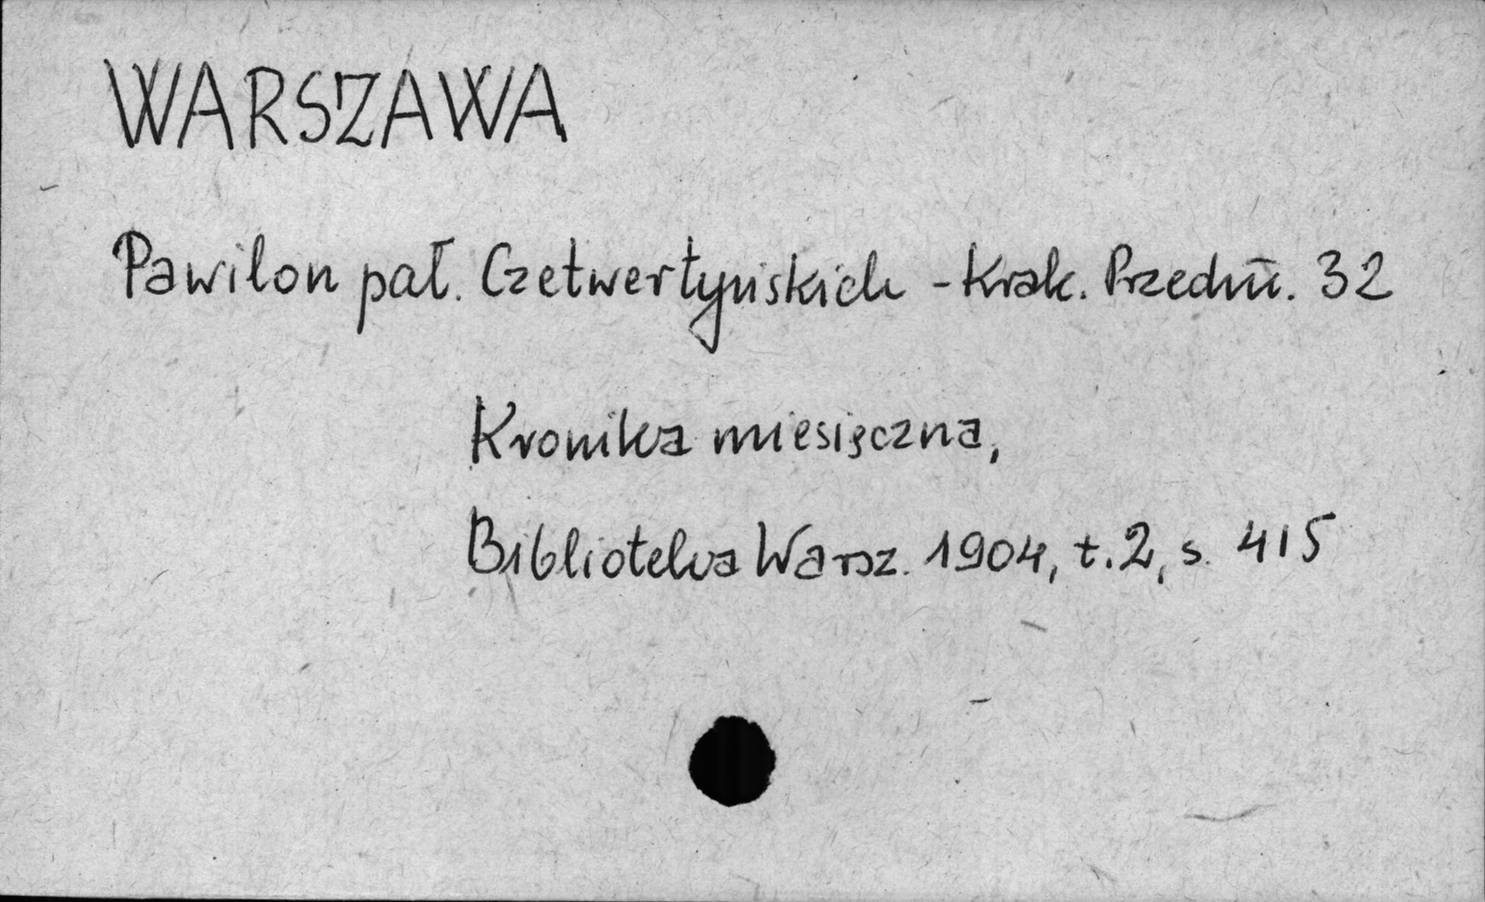 WARSZAWA
Pawilon pał. Czetwertyńskich - Krak. Przedm. 32
Kronika miesięczna,
Biblioteka Warsz. 1904, t. 2, s. 415